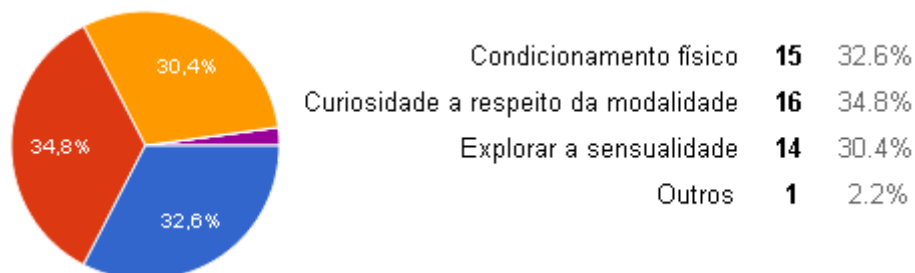 30,4%
34,8%
32,6%
Condicionamento físico 15 32.6%
Curiosidade a respeito da modalidade 16 34.8%
Explorar a sensualidade 14 30.4%
Outros 1 2.2%